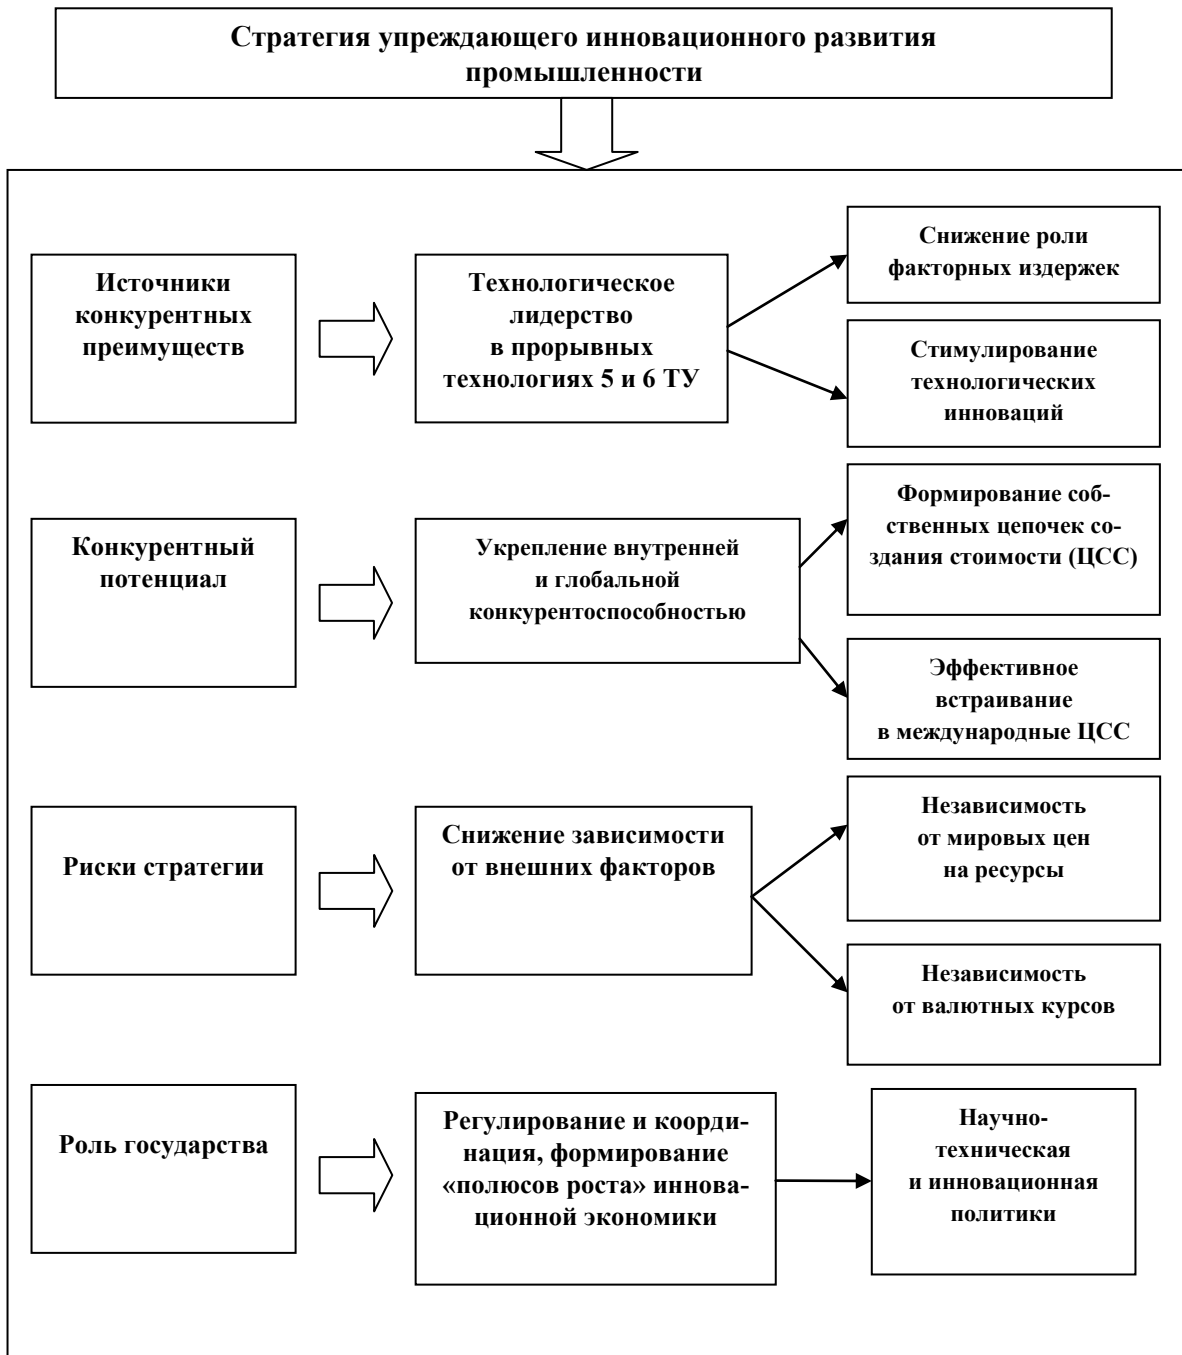 Стратегия упреждающего инновационного развития
промышленности
Источники
конкурентных
преимуществ
Технологическое
лидерство
в прорывных
технологиях 5 и 6 ТУ
Снижение роли
факторных издержек
Стимулирование
технологических
инноваций
Конкурентный
потенциал
Укрепление внутренней
и глобальной
конкурентоспособностью
Формирование соб-
ственных цепочек со-
здания стоимости (ЦСС)
Эффективное
встраивание
в международные ЦСС
Риски стратегии
Снижение зависимости
от внешних факторов
Независимость
от мировых цен
на ресурсы
Независимость
от валютных курсов
Роль государства
Регулирование и коорди-
нация, формирование
«полюсов роста» иннова-
ционной экономики
Научно-
техническая
и инновационная
политики